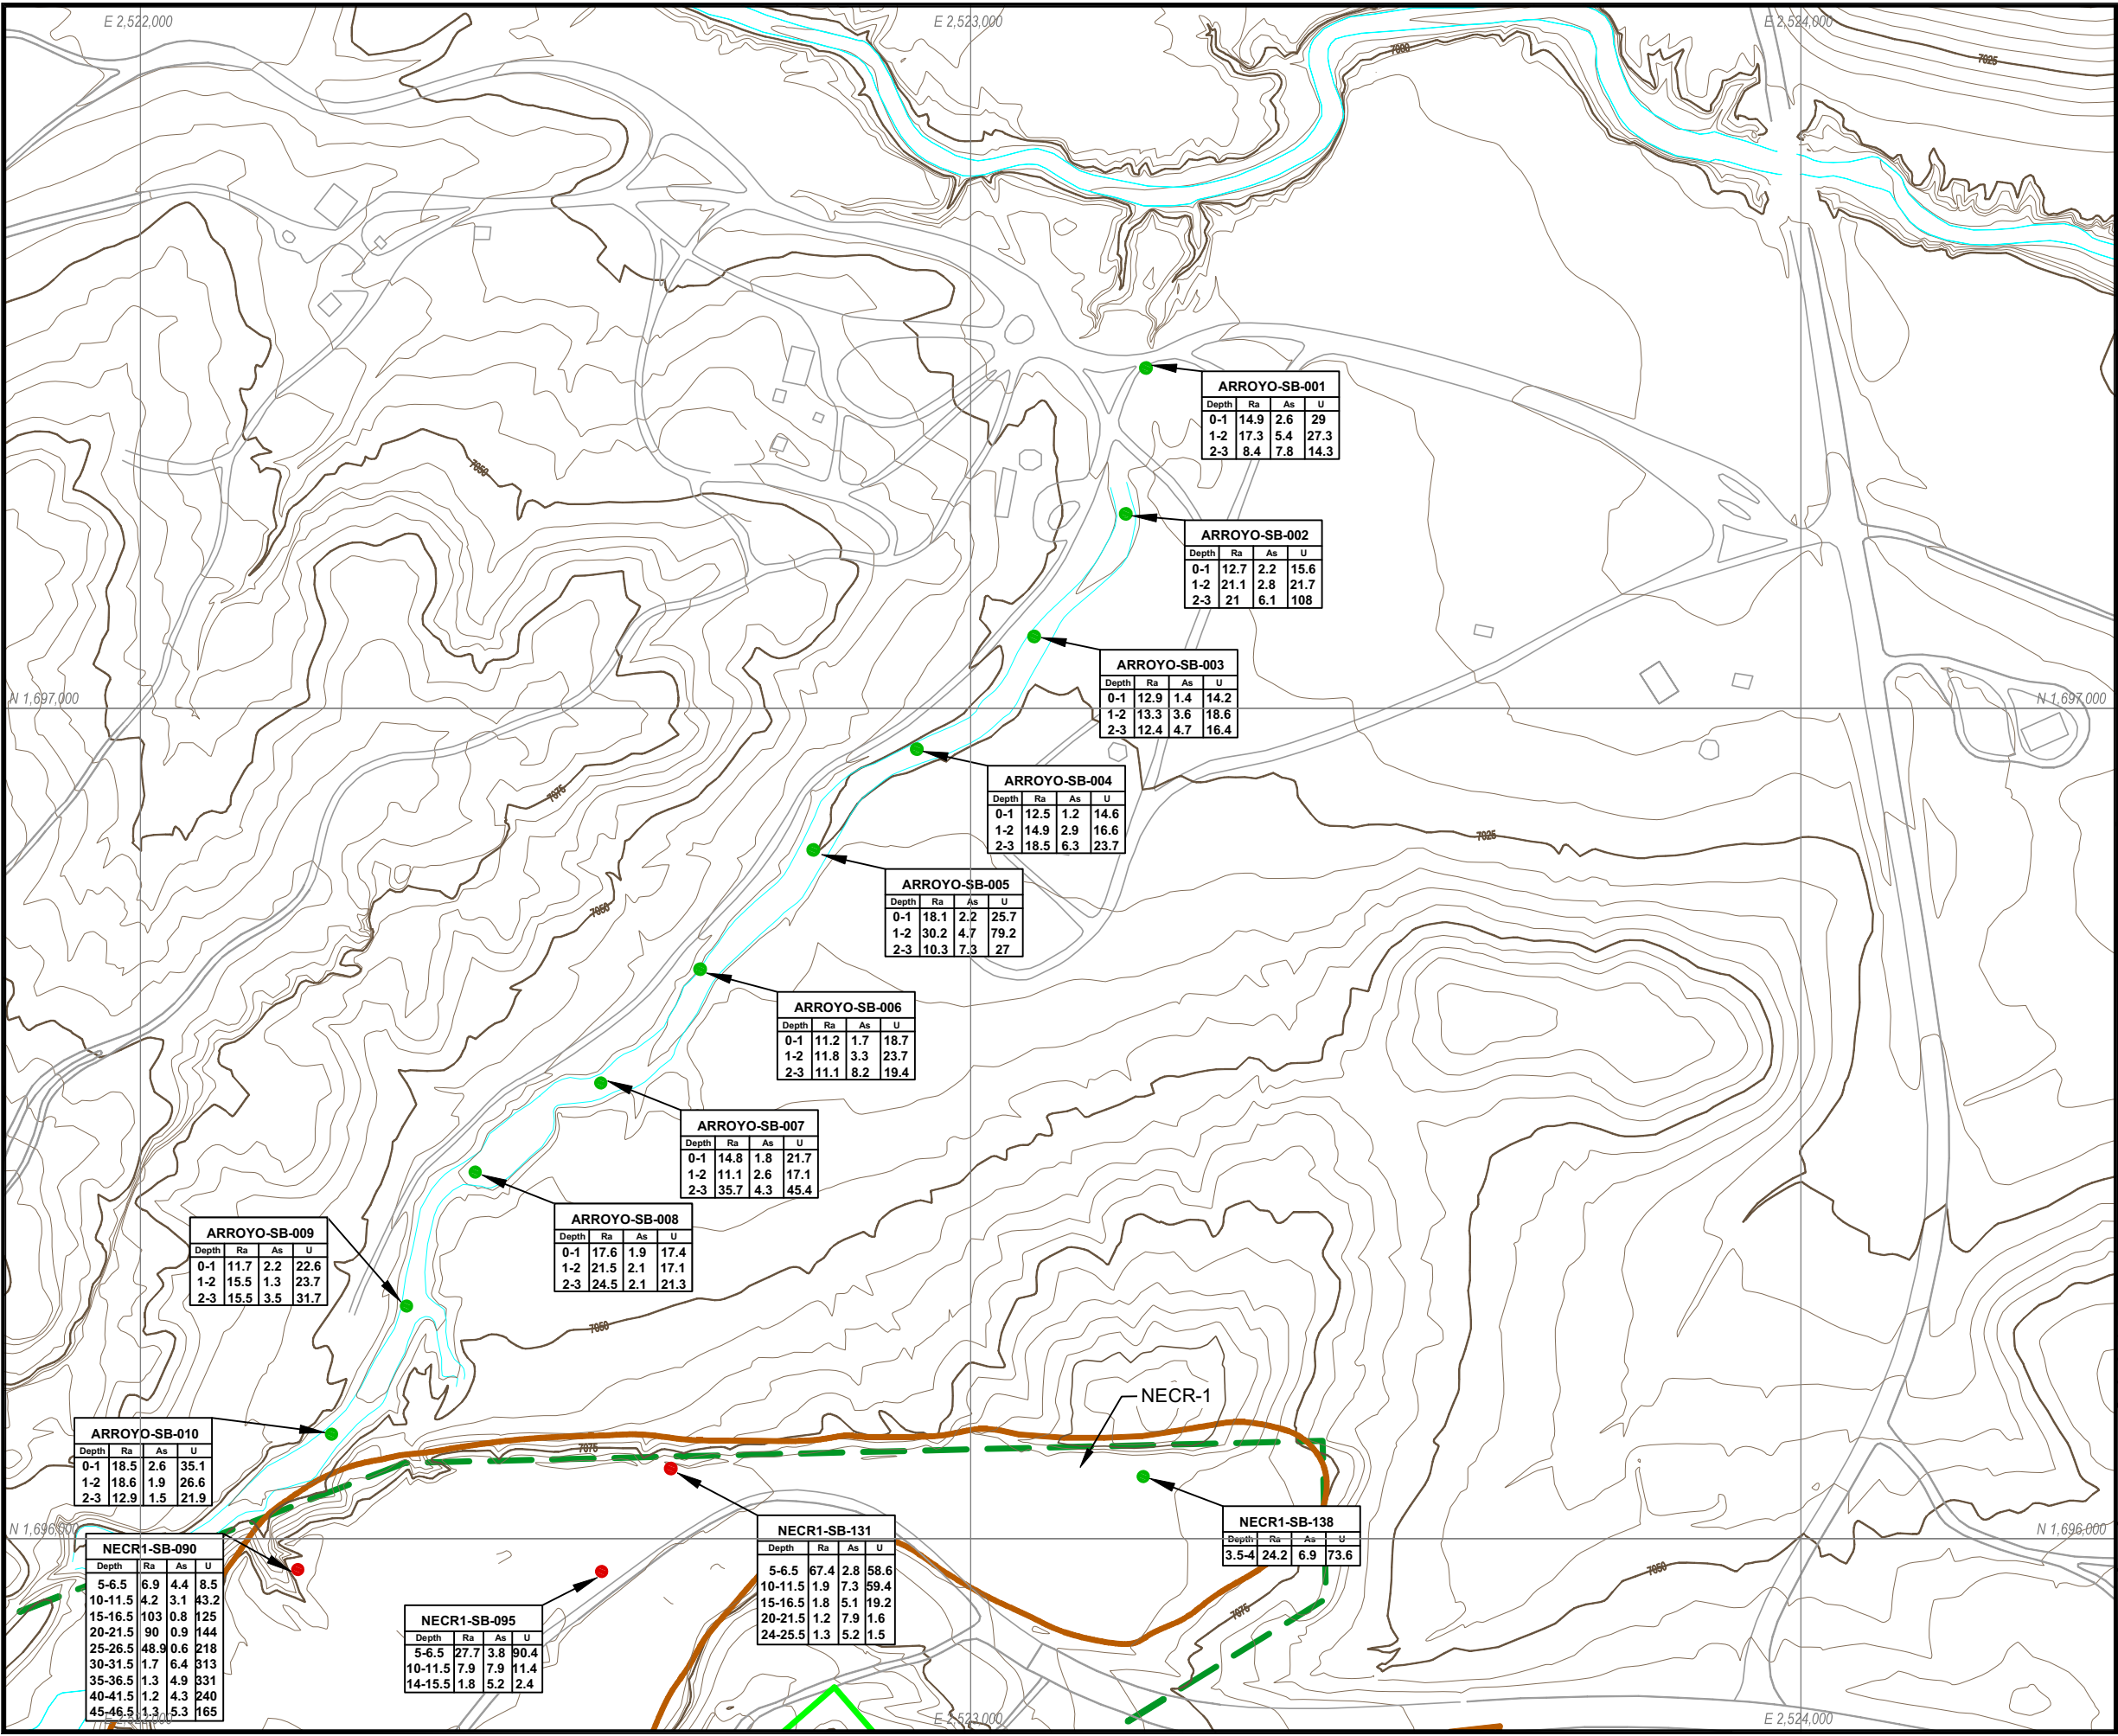 E 2,522,000 E 2,523,000 E 2,524,000
7000
7025
ARROYO-SB-001
Depth Ra As U
0-1 14.9 2.6 29
1-2 17.3 5.4 27.3
2-3 8.4 7.8 14.3
7050
ARROYO-SB-002
Depth Ra As U
0-1 12.7 2.2 15.6
1-2 21.1 2.8 21.7
2-3 21 6.1 108
ARROYO-SB-003
Depth Ra As U
0-1 12.9 1.4 14.2
1-2 13.3 3.6 18.6
2-3 12.4 4.7 16.4
N 1,697,000 N 1,697,000
ARROYO-SB-004
Depth Ra As U
0-1 12.5 1.2 14.6
1-2 14.9 2.9 16.6
2-3 18.5 6.3 23.7
7075
7025
ARROYO-SB-005
Depth Ra As U
0-1 18.1 2.2 25.7
1-2 30.2 4.7 79.2
2-3 10.3 7.3 27
7050
ARROYO-SB-006
Depth Ra As U
0-1 11.2 1.7 18.7
1-2 11.8 3.3 23.7
2-3 11.1 8.2 19.4
ARROYO-SB-007
Depth Ra As U
0-1 14.8 1.8 21.7
1-2 11.1 2.6 17.1
2-3 35.7 4.3 45.4
ARROYO-SB-008
Depth Ra As U
0-1 17.6 1.9 17.4
1-2 21.5 2.1 17.1
2-3 24.5 2.1 21.3
ARROYO-SB-009
Depth Ra As U
0-1 11.7 2.2 22.6
1-2 15.5 1.3 23.7
2-3 15.5 3.5 31.7
7050
NECR-1
ARROYO-SB-010
Depth Ra As U
0-1 18.5 2.6 35.1
1-2 18.6 1.9 26.6
2-3 12.9 1.5 21.9
7075
N 1,696,000 N 1,696,000
NECR1-SB-138
Depth Ra As U
3.5-4 24.2 6.9 73.6
NECR1-SB-131
Depth Ra As U
5-6.5 67.4 2.8 58.6
10-11.5 1.9 7.3 59.4
15-16.5 1.8 5.1 19.2
20-21.5 1.2 7.9 1.6
24-25.5 1.3 5.2 1.5
NECR1-SB-090
Depth Ra As U
5-6.5 6.9 4.4 8.5
10-11.5 4.2 3.1 43.2
15-16.5 103 0.8 125
20-21.5 90 0.9 144
25-26.5 48.9 0.6 218
30-31.5 1.7 6.4 313
35-36.5 1.3 4.9 331
40-41.5 1.2 4.3 240
45-46.5 1.3 5.3 165
NECR1-SB-095
Depth Ra As U
5-6.5 27.7 3.8 90.4
10-11.5 7.9 7.9 11.4
14-15.5 1.8 5.2 2.4
7050
7075
E 2,522,000 E 2,523,000 E 2,524,000